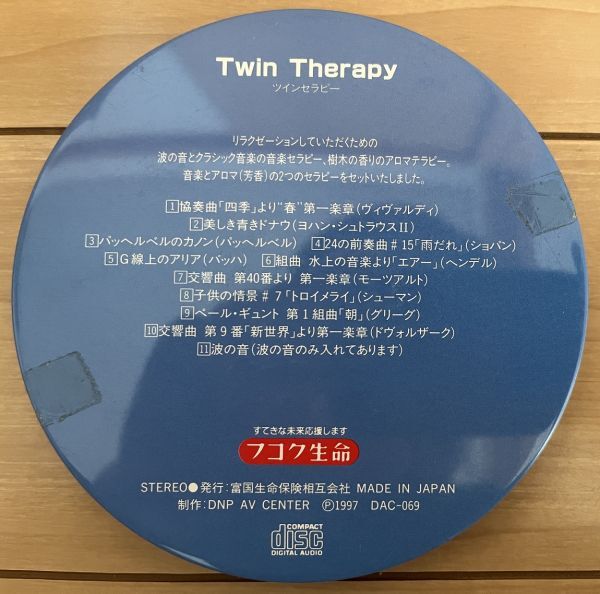 Twin Therapy
ツインセラピー
リラクゼーションしていただくための
波の音とクラシック音楽の音楽セラピー、樹木の香りのアロマテラピー。
音楽とアロマ(芳香)の2つのセラピーをセットいたしました。
1 協奏曲「四季」より“春”第一楽章(ヴィヴァルディ)
2 美しき青きドナウ(ヨハン・シュトラウスII)
3 パッヘルベルのカノン(パッヘルベル) 4 24の前奏曲#15「雨だれ」(ショパン)
5 G線上のアリア(バッハ) 6 組曲 水上の音楽より「エアー」(ヘンデル)
7 交響曲 第40番より 第一楽章(モーツアルト)
8 子供の情景#7「トロイメライ」(シューマン)
9 ペール・ギュント 第1組曲「朝」(グリーグ)
10 交響曲 第9番「新世界」より第一楽章(ドヴォルザーク)
11 波の音(波の音のみ入れてあります)
すてきな未来応援します
フコク生命
STEREO●発行:富国生命保険相互会社 MADE IN JAPAN
制作:DNP AV CENTER Ⓟ1997 DAC-069
COMPACT
disc
DIGITAL AUDIO